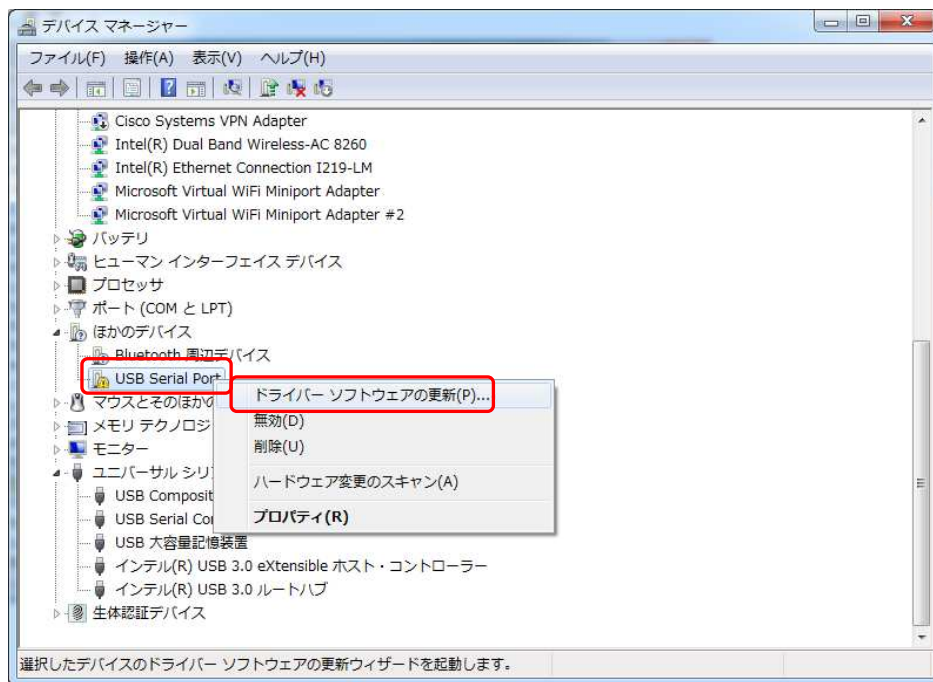 デバイス マネージャー
ファイル(F) 操作(A) 表示(V) ヘルプ(H)
Cisco Systems VPN Adapter
Intel(R) Dual Band Wireless-AC 8260
Intel(R) Ethernet Connection I219-LM
Microsoft Virtual WiFi Miniport Adapter
Microsoft Virtual WiFi Miniport Adapter #2
バッテリ
ヒューマン インターフェイス デバイス
プロセッサ
ポート (COM と LPT)
ほかのデバイス
Bluetooth 周辺デバイス
USB Serial Port
マウスとそのほかの
メモリ テクノロジ
モニター
ユニバーサル シリ
USB Composit
USB Serial Co
USB 大容量記憶装置
インテル(R) USB 3.0 eXtensible ホスト・コントローラー
インテル(R) USB 3.0 ルートハブ
生体認証デバイス
ドライバー ソフトウェアの更新(P)...
無効(D)
削除(U)
ハードウェア変更のスキャン(A)
プロパティ(R)
選択したデバイスのドライバー ソフトウェアの更新ウィザードを起動します。